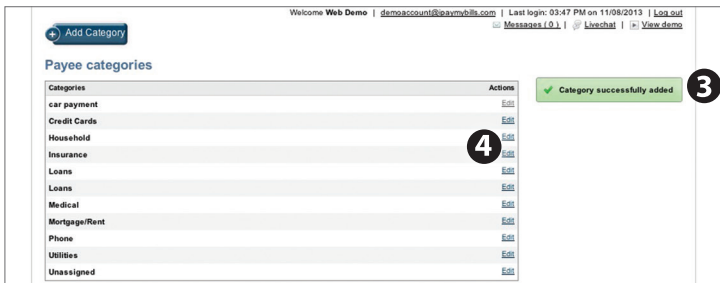 Welcome Web Demo | demoaccount@ipaymybills.com | Last login: 03:47 PM on 11/08/2013 | Log out
Messages ( 0 ) | Livechat | View demo
+ Add Category
Payee categories
Categories Actions
car payment Edit
Credit Cards Edit
Household Edit
Insurance Edit
Loans Edit
Loans Edit
Medical Edit
Mortgage/Rent Edit
Phone Edit
Utilities Edit
Unassigned Edit
Category successfully added
3
4